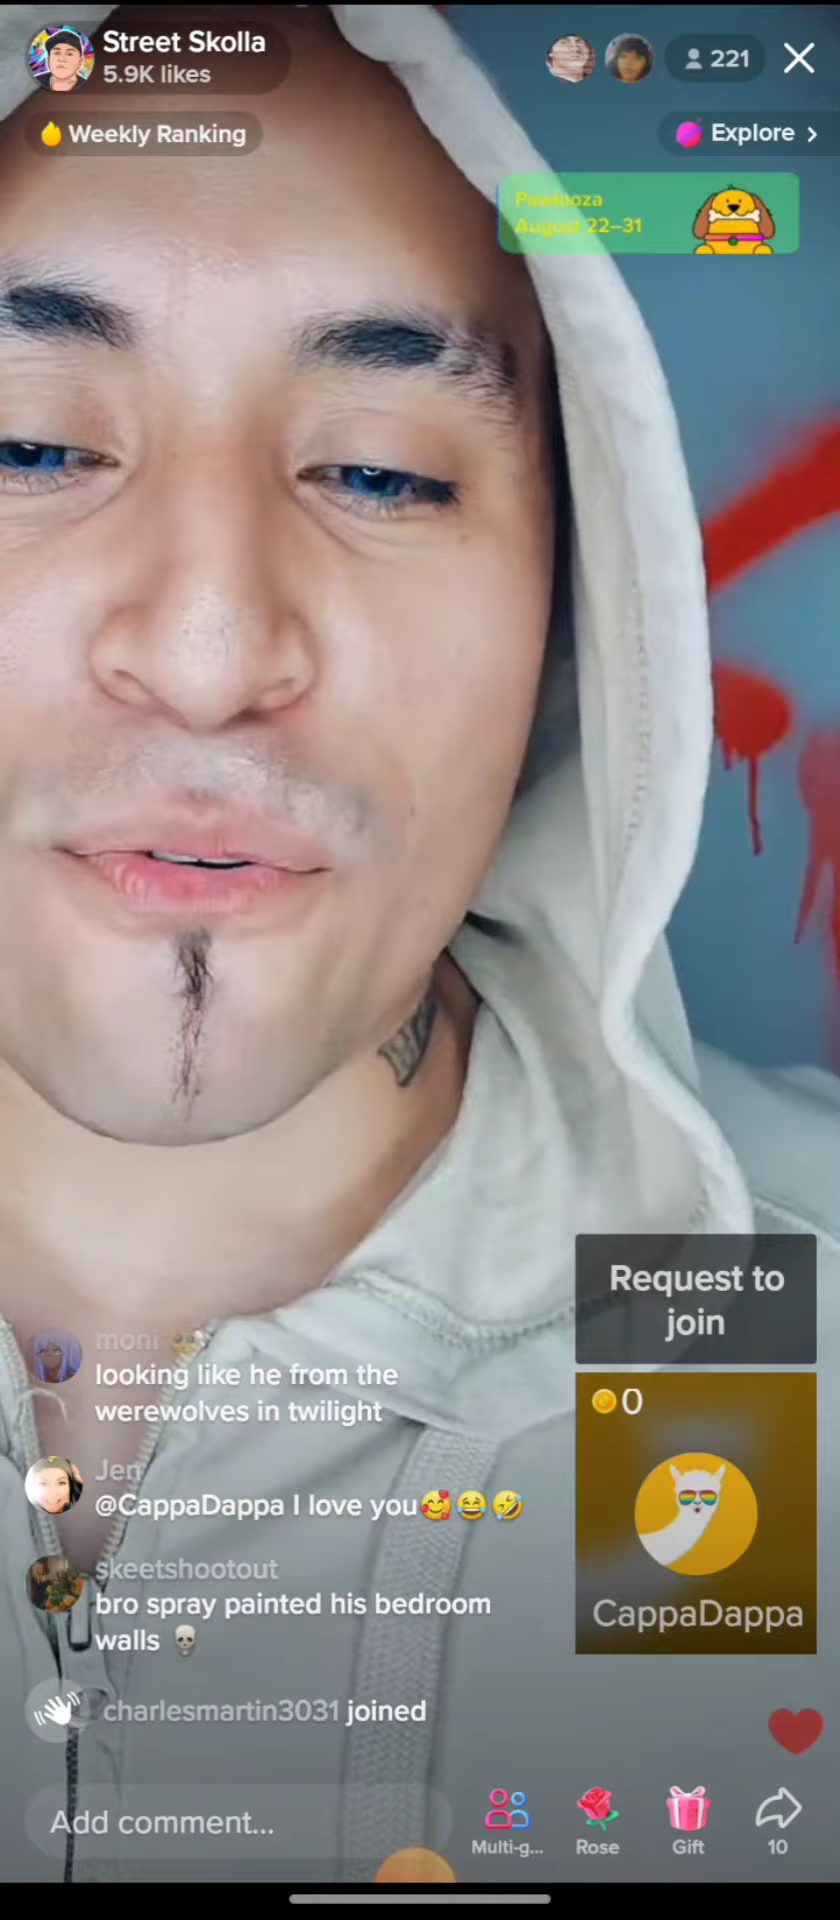 Street Skolla
5.9K likes
221
Weekly Ranking
Explore >
Pawlooza
August 22–31
Request to
join
moni
looking like he from the
werewolves in twilight
0
Jen
@CappaDappa I love you🥰😂🤣
skeetshootout
bro spray painted his bedroom
walls 💀
CappaDappa
charlesmartin3031 joined
Add comment...
Multi-g...
Rose
Gift
10